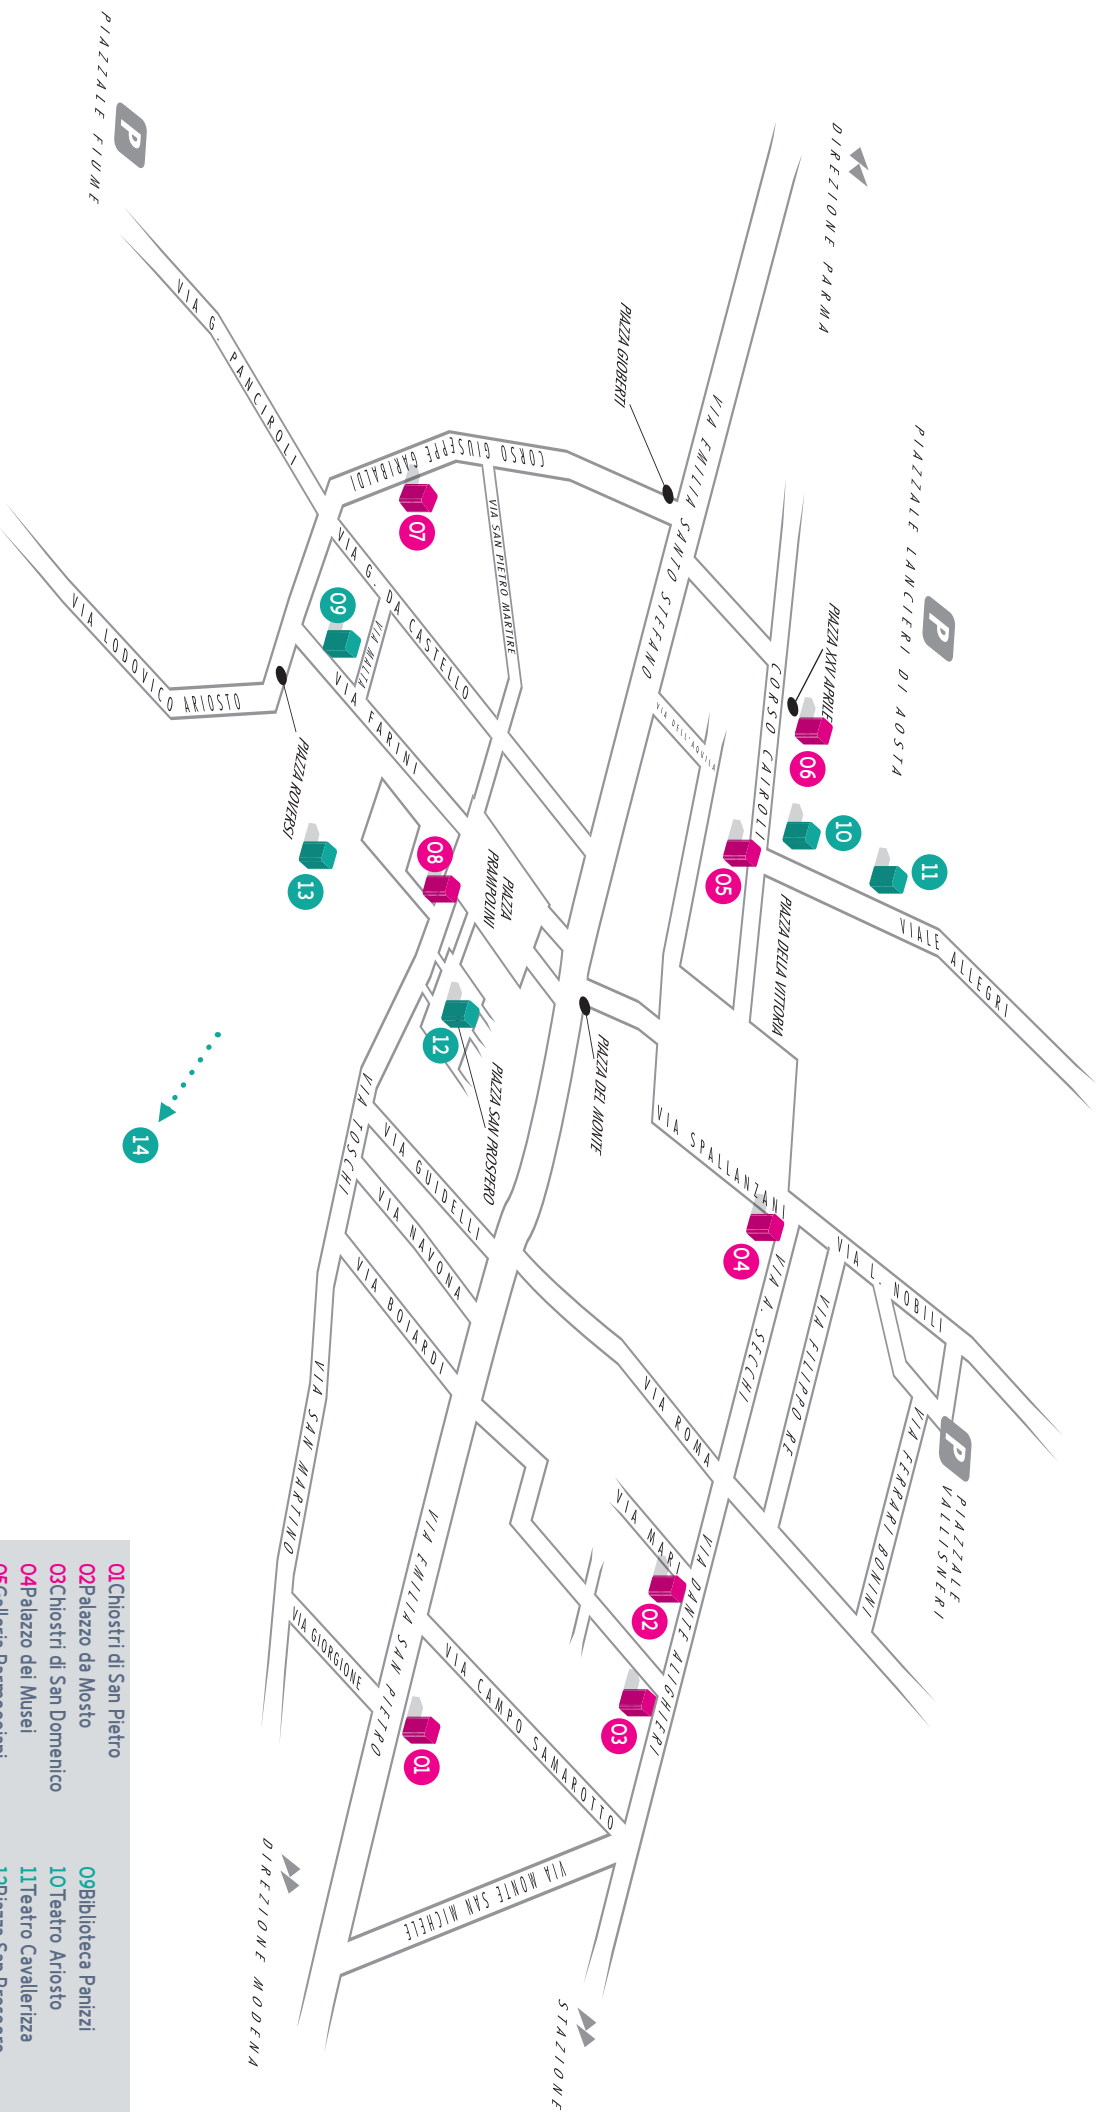 PIAZZALE FIUME
P
DIREZIONE PARMA
PIAZZALE LANCIERI DI AOSTA
P
PIAZZA GIOBERTI
VIA EMILIA SANTO STEFANO
PIAZZA XXV APRILE
CORSO CAIROLI
06
10
11
05
VIALE ALLEGRI
PIAZZA DELLA VITTORIA
VIA DELL'AQUILA
VIA G. PANCIROLI
CORSO GIUSEPPE GARIBALDI
07
VIA SAN PIETRO MARTIRE
VIA G. DA CASTELLO
09
VIA MALTA
VIA FARINI
VIA LODOVICO ARIOSTO
PIAZZA ROVERSI
13
08
PIAZZA
PRAMPOLINI
12
PIAZZA SAN PROSPERO
PIAZZA DEL MONTE
14
VIA TOSCHI
VIA GUIDELLI
VIA NAVONA
VIA BOIARDI
VIA SPALLANZANI
04
VIA A. SECCHI
VIA L. NOBILI
VIA FILIPPO RE
VIA FERRARI BONINI
P
PIAZZALE
VALLISNERI
VIA ROMA
VIA MARI
02
VIA DANTE ALIGHIERI
03
VIA SAN MARTINO
VIA EMILIA SAN PIETRO
VIA GIORGIONE
01
VIA CAMPO SAMAROTTO
VIA MONTE SAN MICHELE
DIREZIONE MODENA
STAZIONE
01Chiostri di San Pietro
02Palazzo da Mosto
03Chiostri di San Domenico
04Palazzo dei Musei
09Biblioteca Panizzi
10Teatro Ariosto
11Teatro Cavallerizza
12Piazza San Prospero